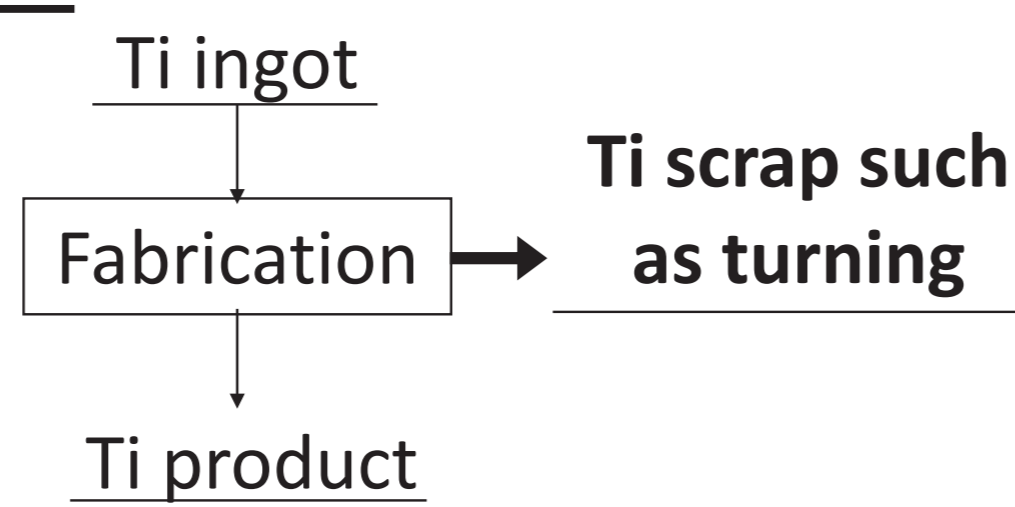 Ti ingot
Fabrication
Ti scrap such
as turning
Ti product